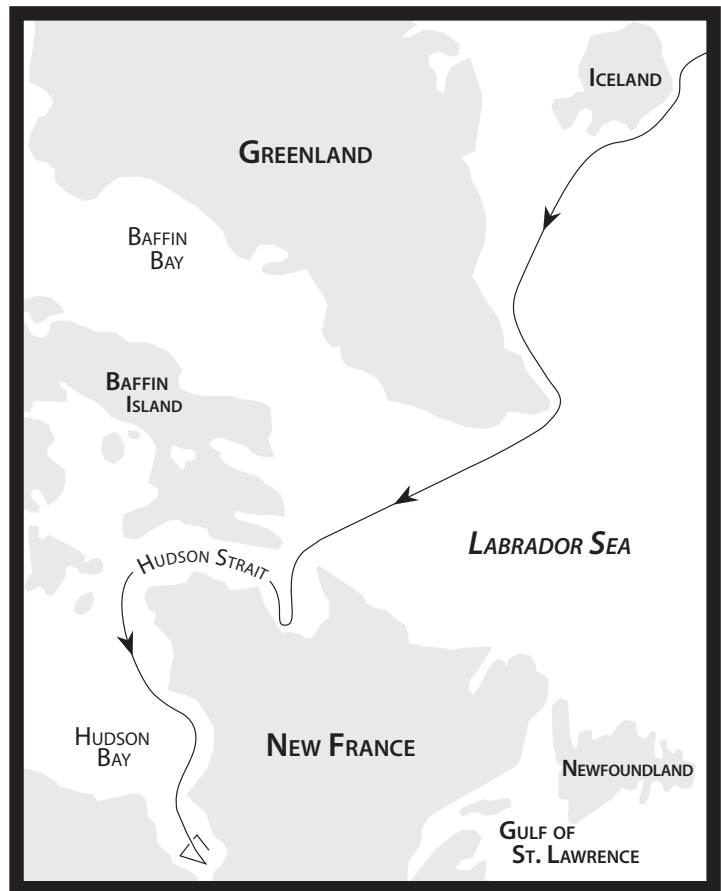 Iceland
Greenland
Baffin
Bay
Baffin
Island
Labrador Sea
Hudson Strait
Hudson
Bay
New France
Newfoundland
Gulf of
St. Lawrence